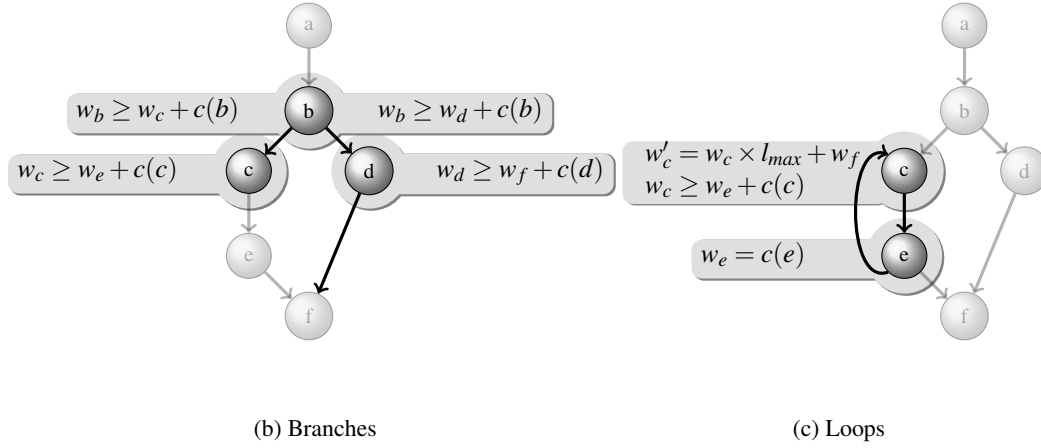 a
b
w_b ≥ w_c + c(b)
w_b ≥ w_d + c(b)
c
d
w_c ≥ w_e + c(c)
w_d ≥ w_f + c(d)
e
f
(b) Branches
a
b
w'_c = w_c × l_max + w_f
w_c ≥ w_e + c(c)
c
d
w_e = c(e)
e
f
(c) Loops